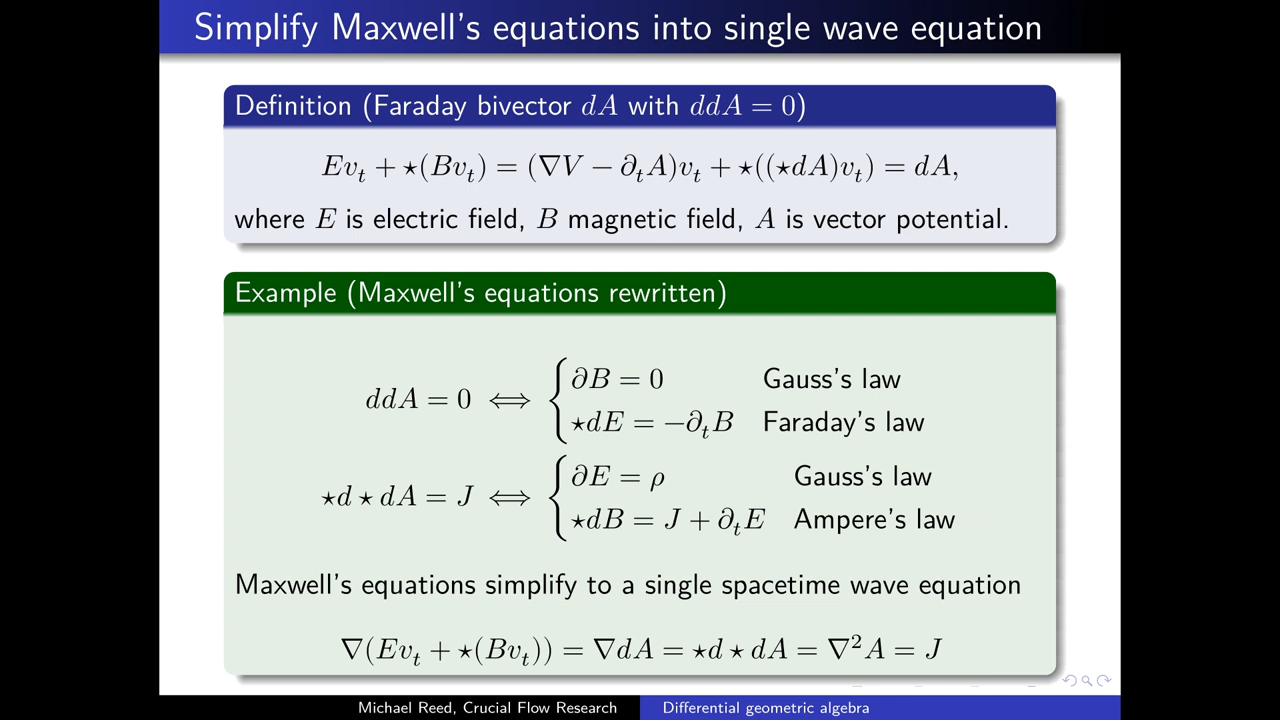 Simplify Maxwell's equations into single wave equation
Definition (Faraday bivector dA with ddA = 0)
Ev_t + ⋆(Bv_t) = (∇V − ∂_tA)v_t + ⋆((⋆dA)v_t) = dA,
where E is electric field, B magnetic field, A is vector potential.
Example (Maxwell's equations rewritten)
ddA = 0 ⟺ { ∂B = 0 Gauss's law
⋆dE = −∂_tB Faraday's law
⋆d ⋆ dA = J ⟺ { ∂E = ρ Gauss's law
⋆dB = J + ∂_tE Ampere's law
Maxwell's equations simplify to a single spacetime wave equation
∇(Ev_t + ⋆(Bv_t)) = ∇dA = ⋆d ⋆ dA = ∇²A = J
Michael Reed, Crucial Flow Research
Differential geometric algebra